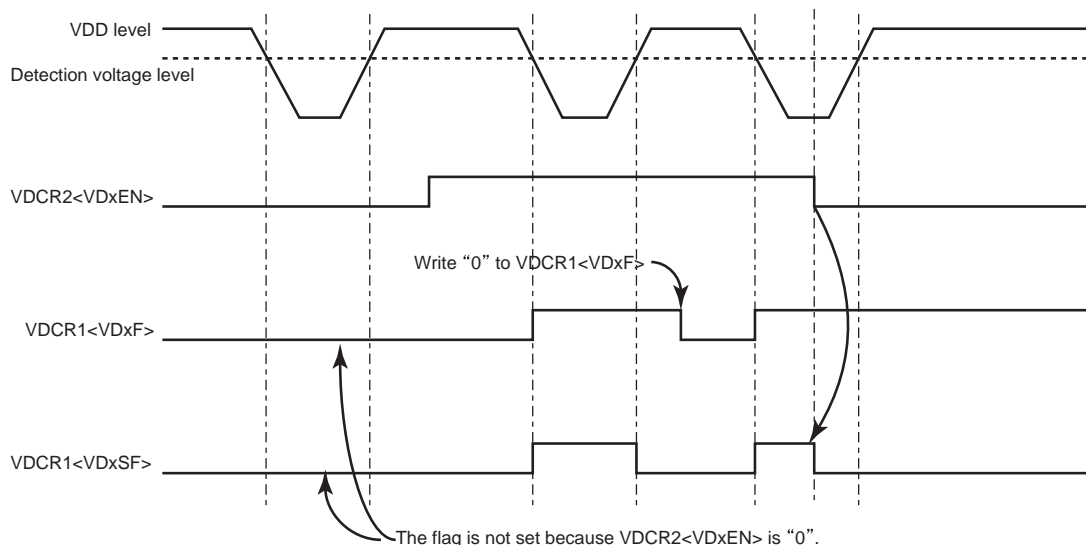 VDD level
Detection voltage level
VDCR2<VDxEN>
Write “0” to VDCR1<VDxF>
VDCR1<VDxF>
VDCR1<VDxSF>
The flag is not set because VDCR2<VDxEN> is “0”.